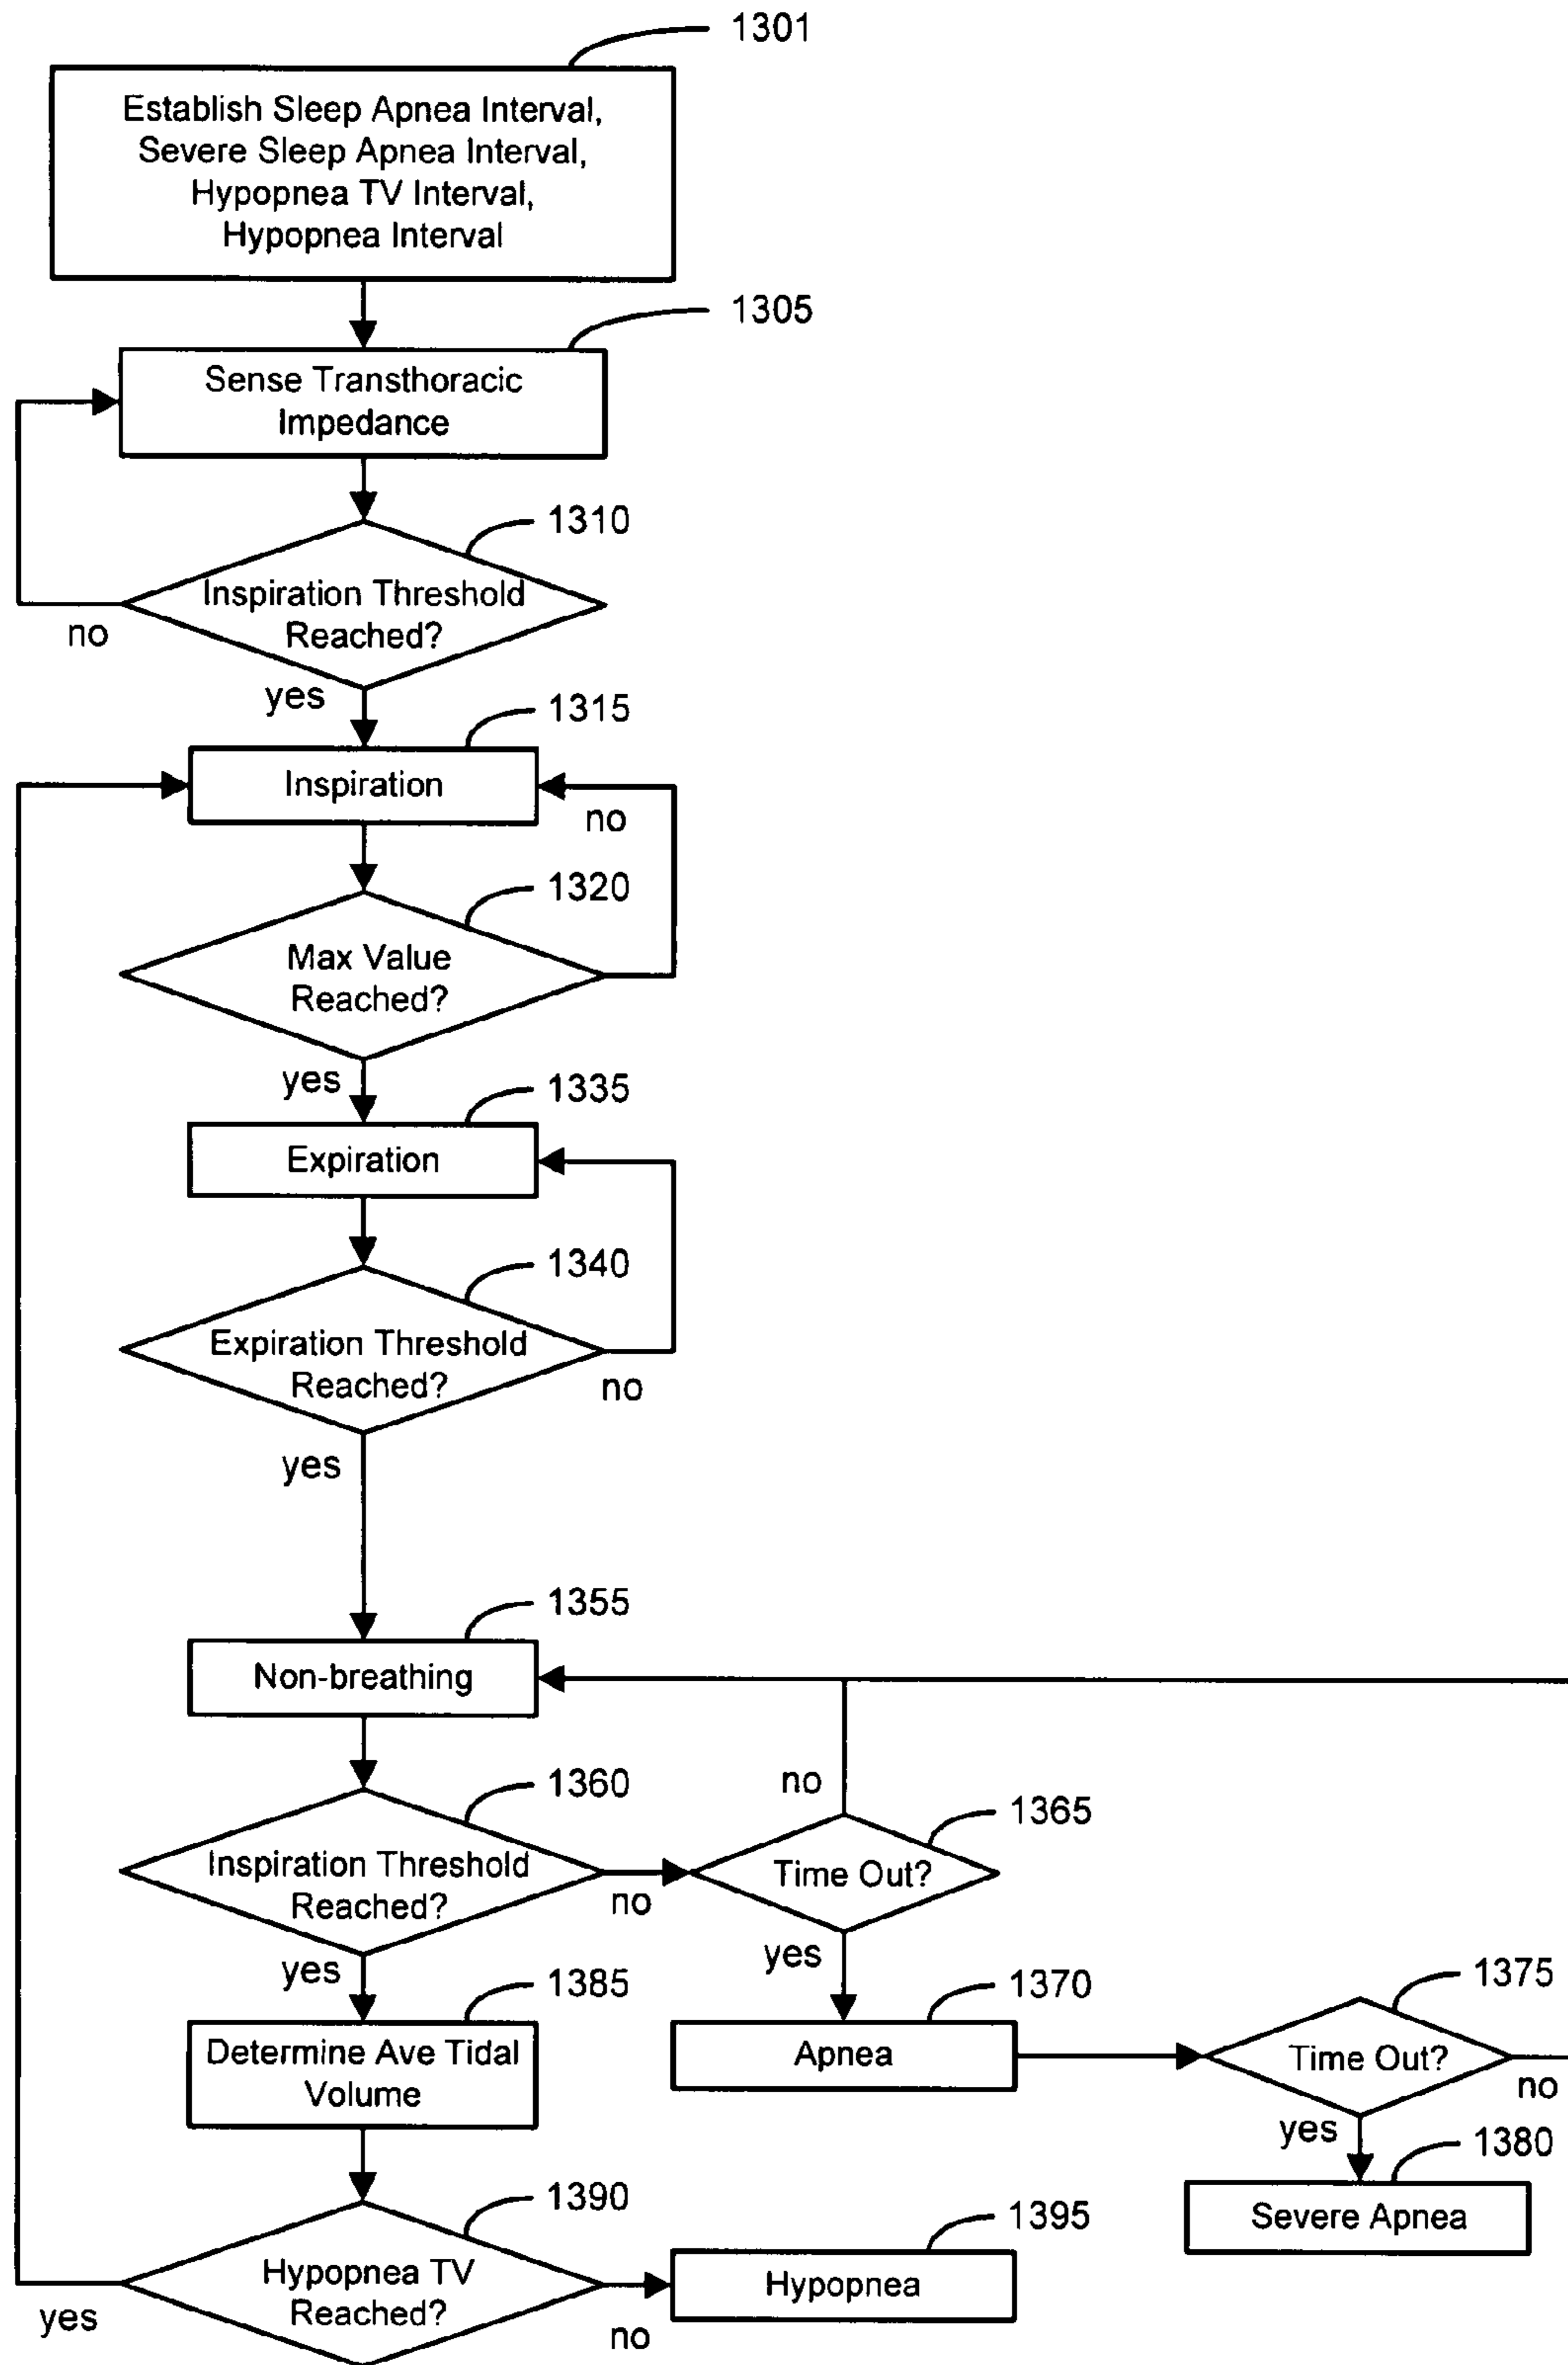 1301
Establish Sleep Apnea Interval,
Severe Sleep Apnea Interval,
Hypopnea TV Interval,
Hypopnea Interval
1305
Sense Transthoracic
Impedance
1310
Inspiration Threshold
Reached?
no
yes
1315
Inspiration
no
1320
Max Value
Reached?
yes
1335
Expiration
1340
Expiration Threshold
Reached?
no
yes
1355
Non-breathing
1360
no
1365
Inspiration Threshold
Reached?
Time Out?
no
yes
yes
1385
1370
1375
Determine Ave Tidal
Volume
Apnea
Time Out?
no
yes
1380
1390
1395
Severe Apnea
Hypopnea TV
Reached?
Hypopnea
yes
no